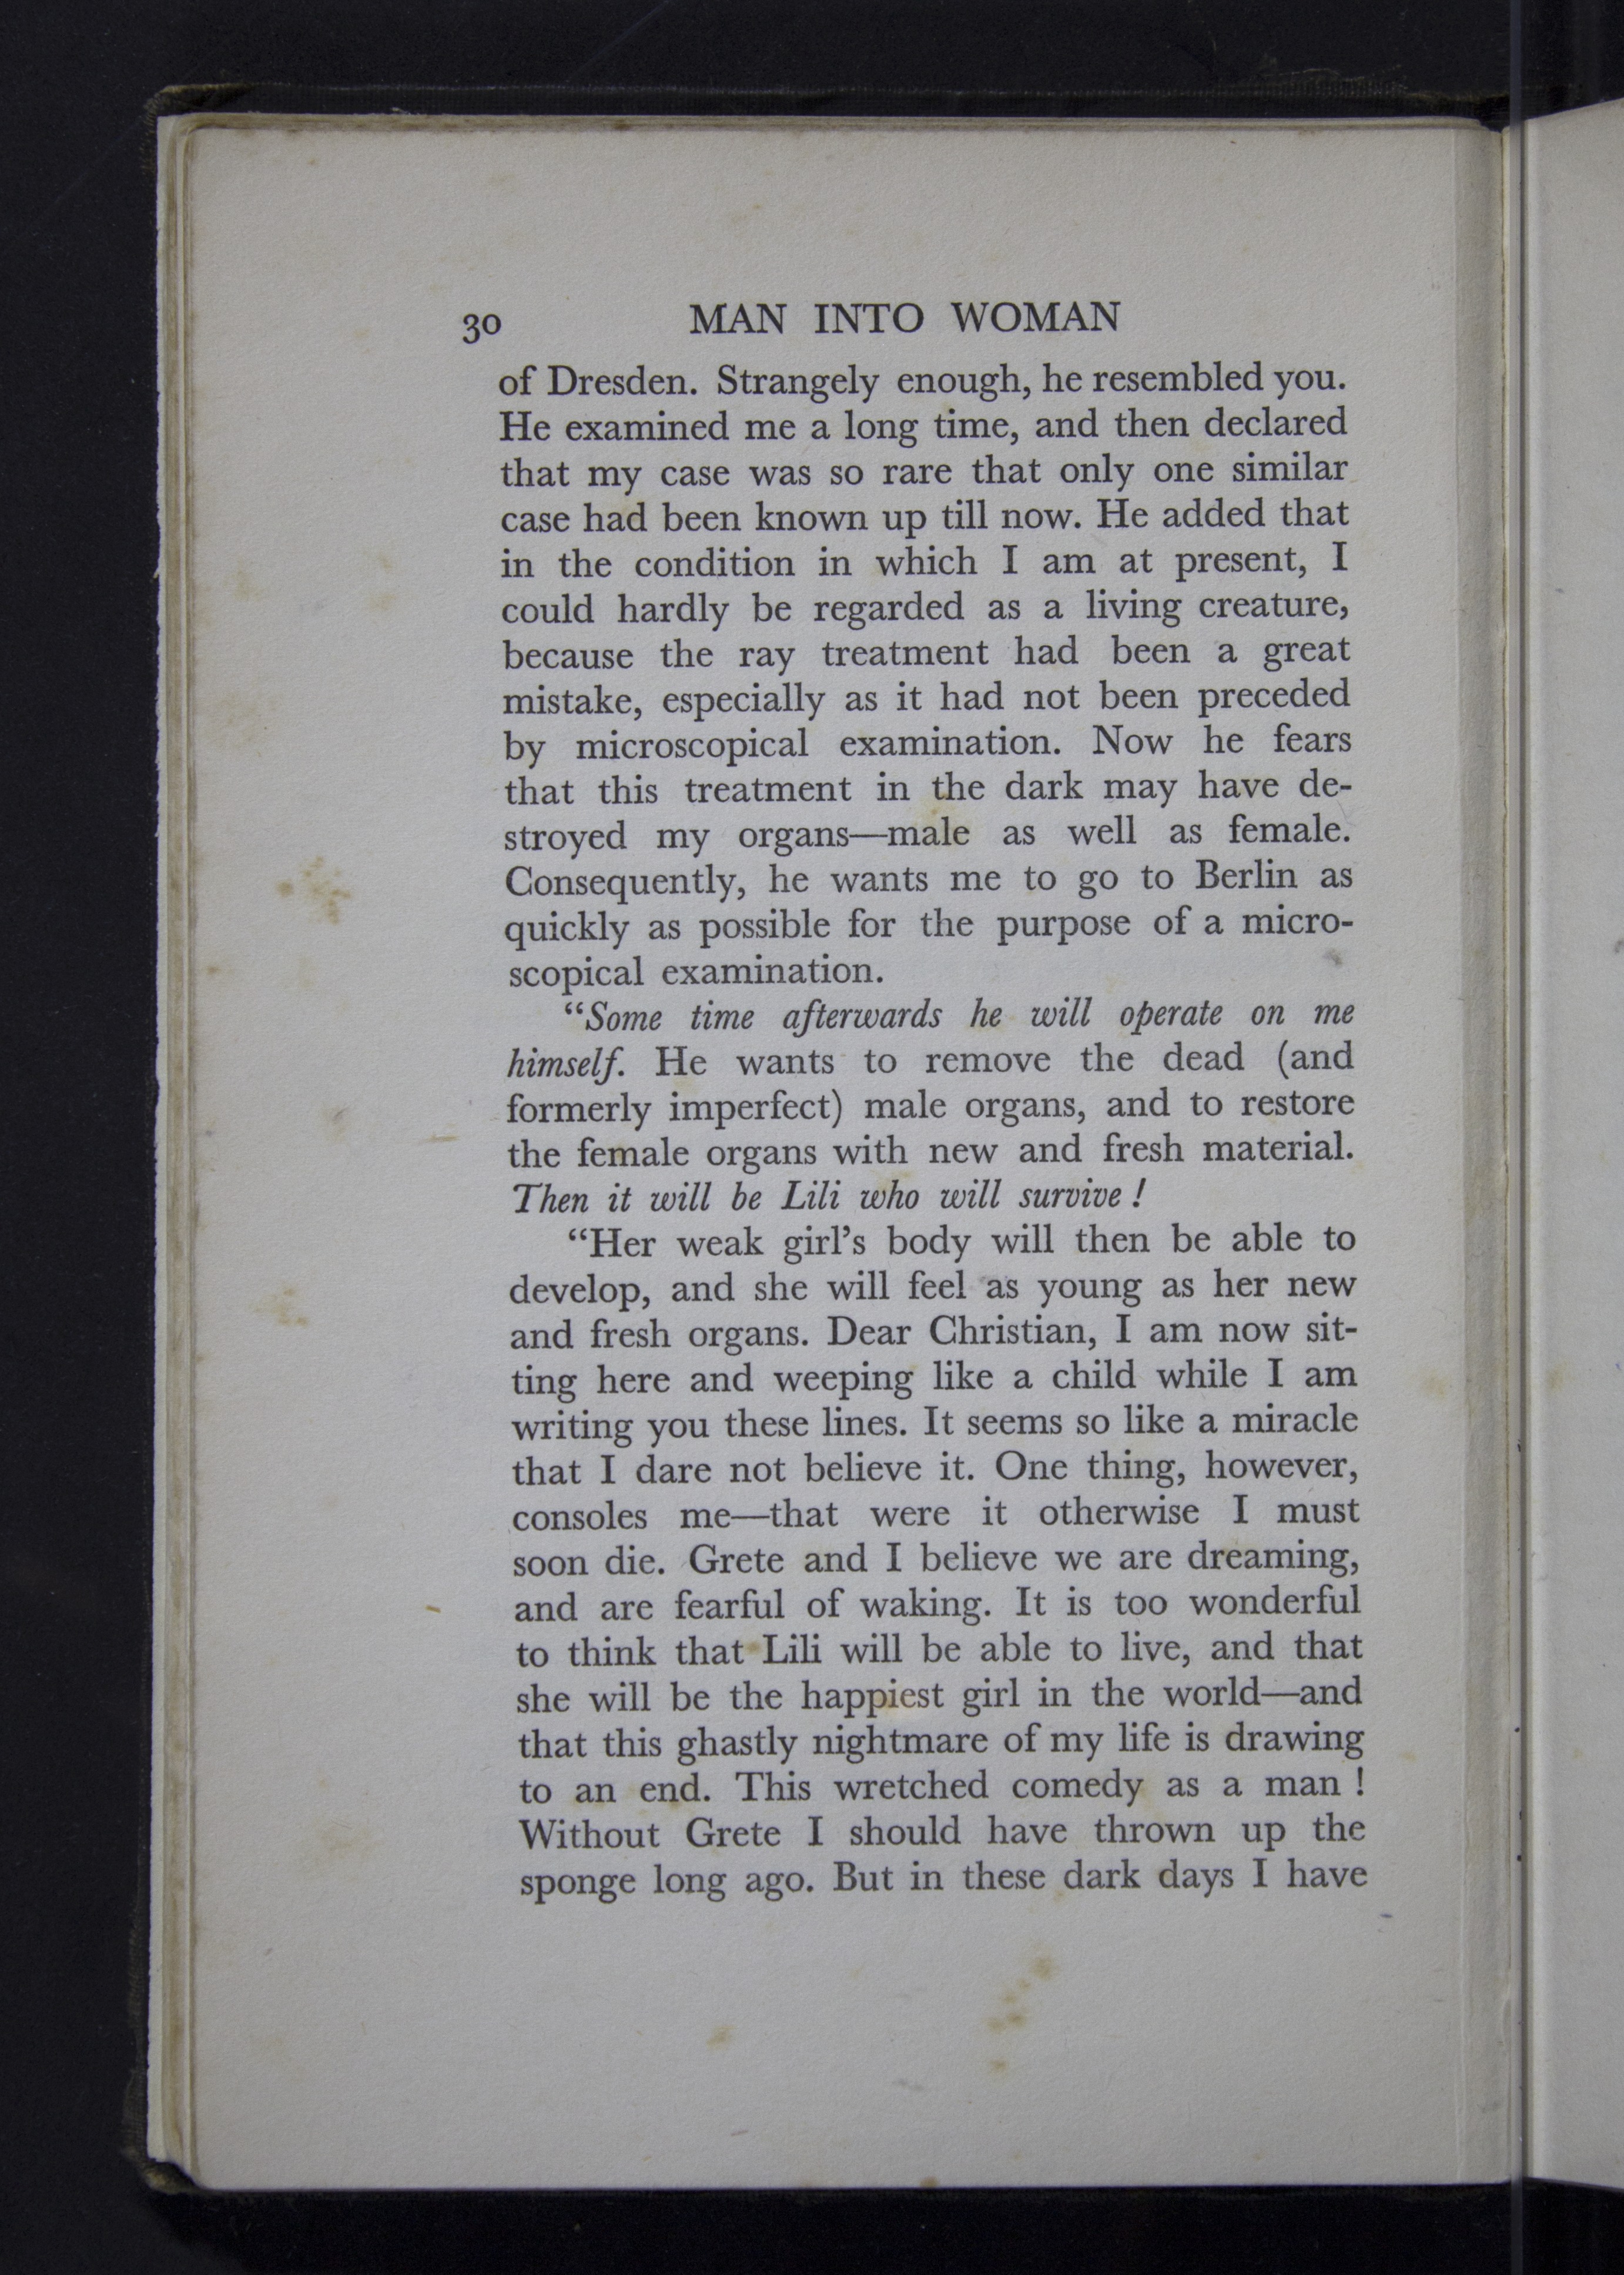 30 MAN INTO WOMAN
of Dresden. Strangely enough, he resembled you.
He examined me a long time, and then declared
that my case was so rare that only one similar
case had been known up till now. He added that
in the condition in which I am at present, I
could hardly be regarded as a living creature,
because the ray treatment had been a great
mistake, especially as it had not been preceded
by microscopical examination. Now he fears
that this treatment in the dark may have de-
stroyed my organs—male as well as female.
Consequently, he wants me to go to Berlin as
quickly as possible for the purpose of a micro-
scopical examination.
“Some time afterwards he will operate on me
himself. He wants to remove the dead (and
formerly imperfect) male organs, and to restore
the female organs with new and fresh material.
Then it will be Lili who will survive !
“Her weak girl’s body will then be able to
develop, and she will feel as young as her new
and fresh organs. Dear Christian, I am now sit-
ting here and weeping like a child while I am
writing you these lines. It seems so like a miracle
that I dare not believe it. One thing, however,
consoles me—that were it otherwise I must
soon die. Grete and I believe we are dreaming,
and are fearful of waking. It is too wonderful
to think that Lili will be able to live, and that
she will be the happiest girl in the world—and
that this ghastly nightmare of my life is drawing
to an end. This wretched comedy as a man !
Without Grete I should have thrown up the
sponge long ago. But in these dark days I have